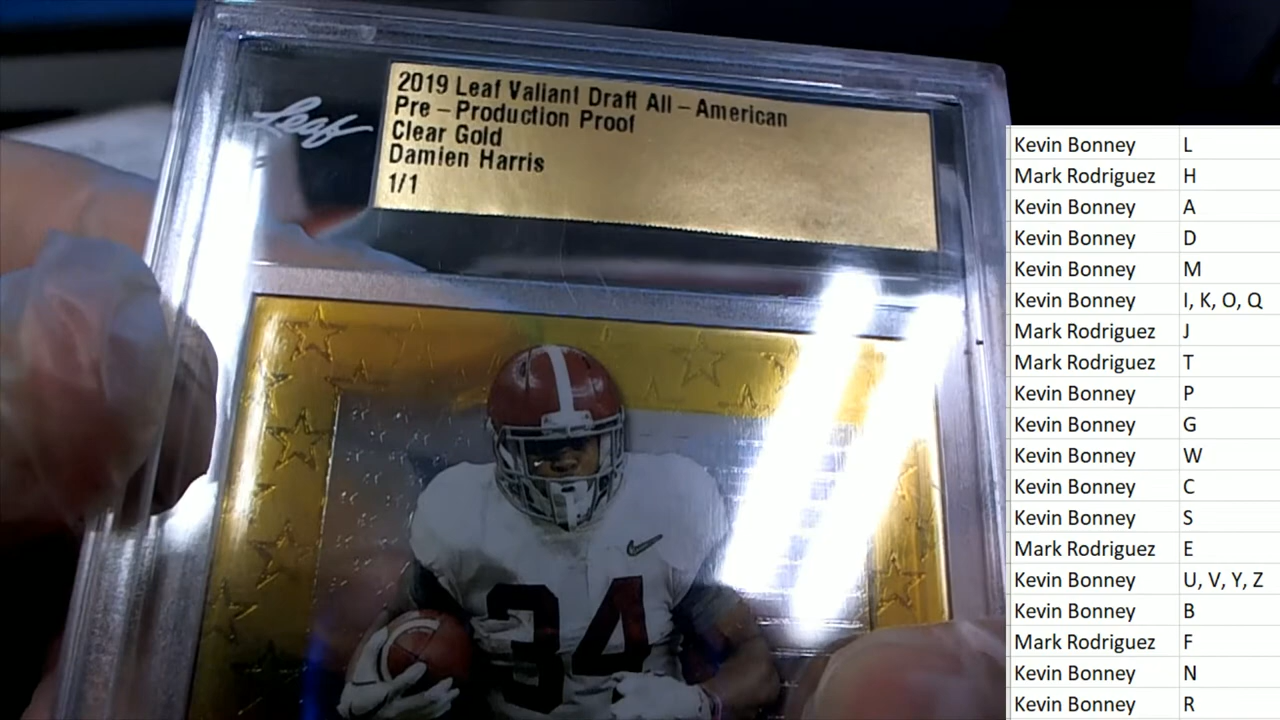 Leaf
2019 Leaf Valiant Draft All – American
Pre – Production Proof
Clear Gold
Damien Harris
1/1
34
Kevin Bonney L
Mark Rodriguez H
Kevin Bonney A
Kevin Bonney D
Kevin Bonney M
Kevin Bonney I, K, O, Q
Mark Rodriguez J
Mark Rodriguez T
Kevin Bonney P
Kevin Bonney G
Kevin Bonney W
Kevin Bonney C
Kevin Bonney S
Mark Rodriguez E
Kevin Bonney U, V, Y, Z
Kevin Bonney B
Mark Rodriguez F
Kevin Bonney N
Kevin Bonney R